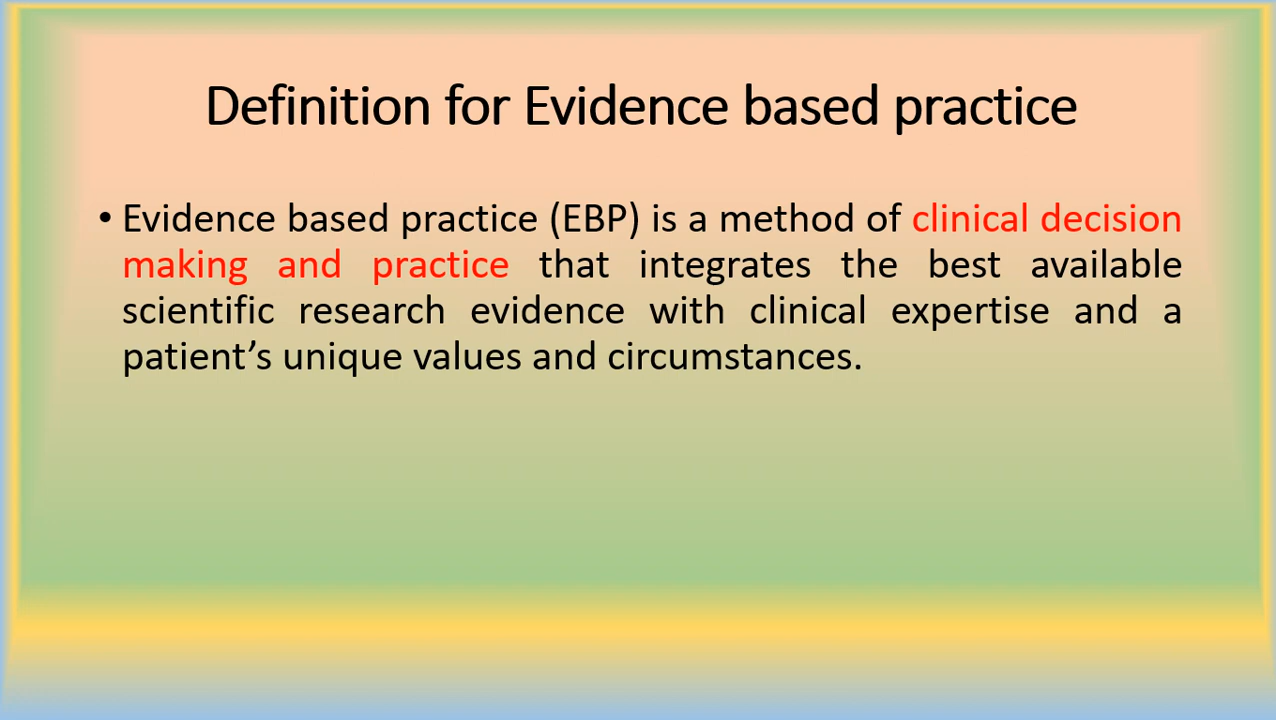 Definition for Evidence based practice
• Evidence based practice (EBP) is a method of clinical decision
making and practice that integrates the best available
scientific research evidence with clinical expertise and a
patient’s unique values and circumstances.